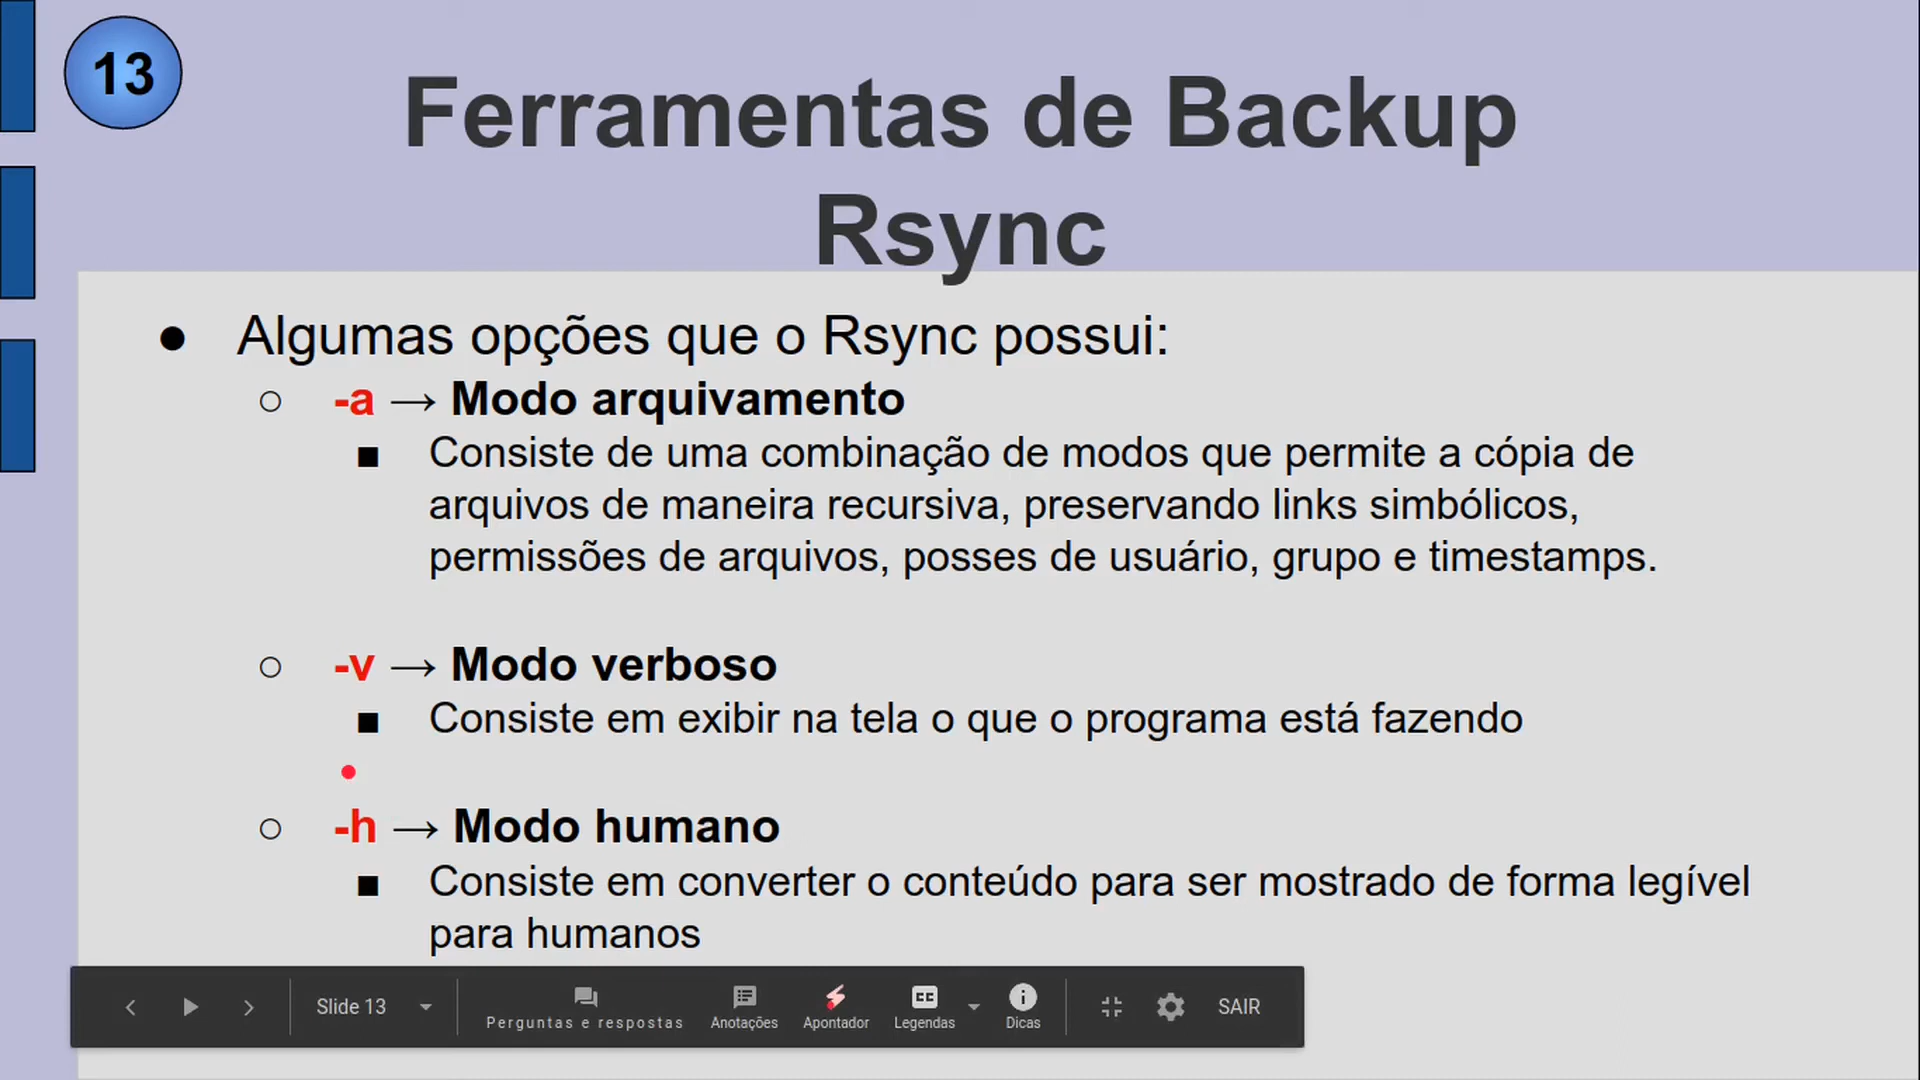 13
Ferramentas de Backup
Rsync
● Algumas opções que o Rsync possui:
○ -a → Modo arquivamento
■ Consiste de uma combinação de modos que permite a cópia de
arquivos de maneira recursiva, preservando links simbólicos,
permissões de arquivos, posses de usuário, grupo e timestamps.
○ -v → Modo verboso
■ Consiste em exibir na tela o que o programa está fazendo
○ -h → Modo humano
■ Consiste em converter o conteúdo para ser mostrado de forma legível
para humanos
Slide 13
Perguntas e respostas
Anotações
Apontador
CC
Legendas
Dicas
SAIR